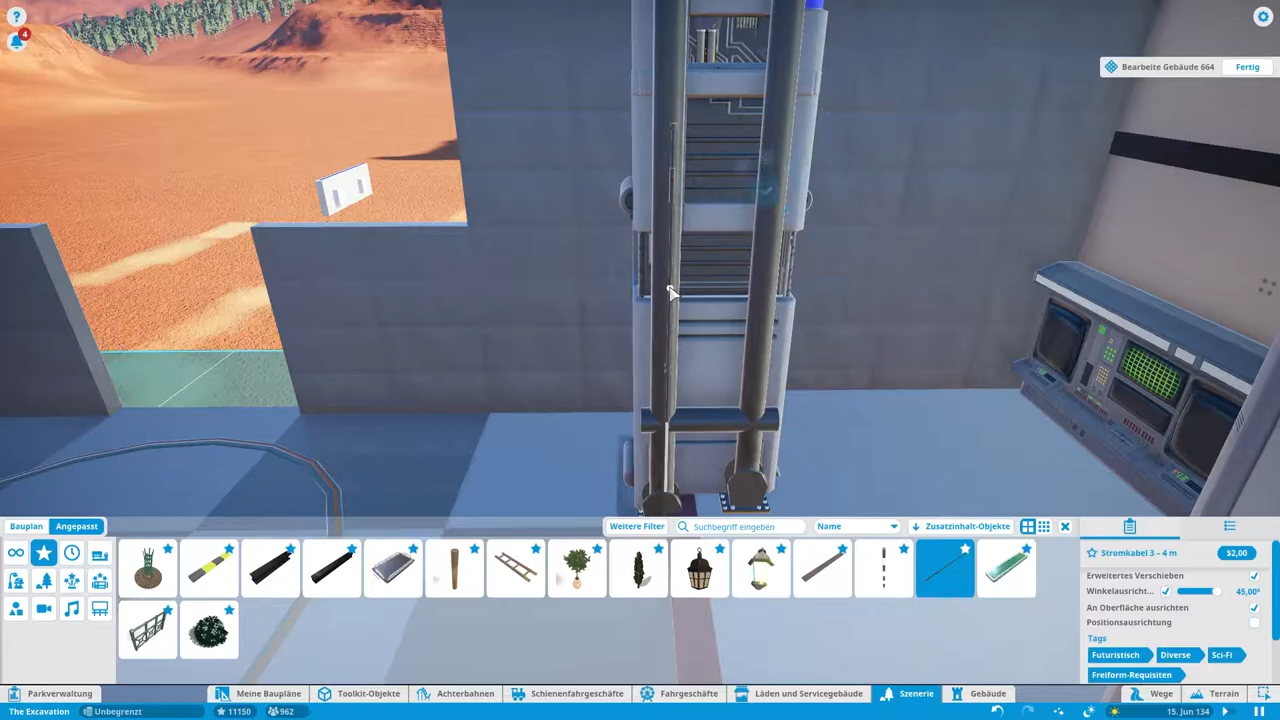 ?
4
Bearbeite Gebäude 664 Fertig
Bauplan Angepasst Weitere Filter Suchbegriff eingeben Name Zusatzinhalt-Objekte
Stromkabel 3 – 4 m $2,00
Erweitertes Verschieben
Winkelausricht... 45,00°
An Oberfläche ausrichten
Positionsausrichtung
Tags
Futuristisch Diverse Sci-Fi
Freiform-Requisiten
Parkverwaltung Meine Baupläne Toolkit-Objekte Achterbahnen Schienenfahrgeschäfte Fahrgeschäfte Läden und Servicegebäude Szenerie Gebäude Wege Terrain
The Excavation Unbegrenzt 11150 962 15. Jun 134